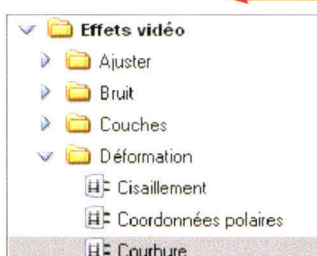 Effets vidéo
Ajuster
Bruit
Couches
Déformation
Cisaillement
Coordonnées polaires
Courbure